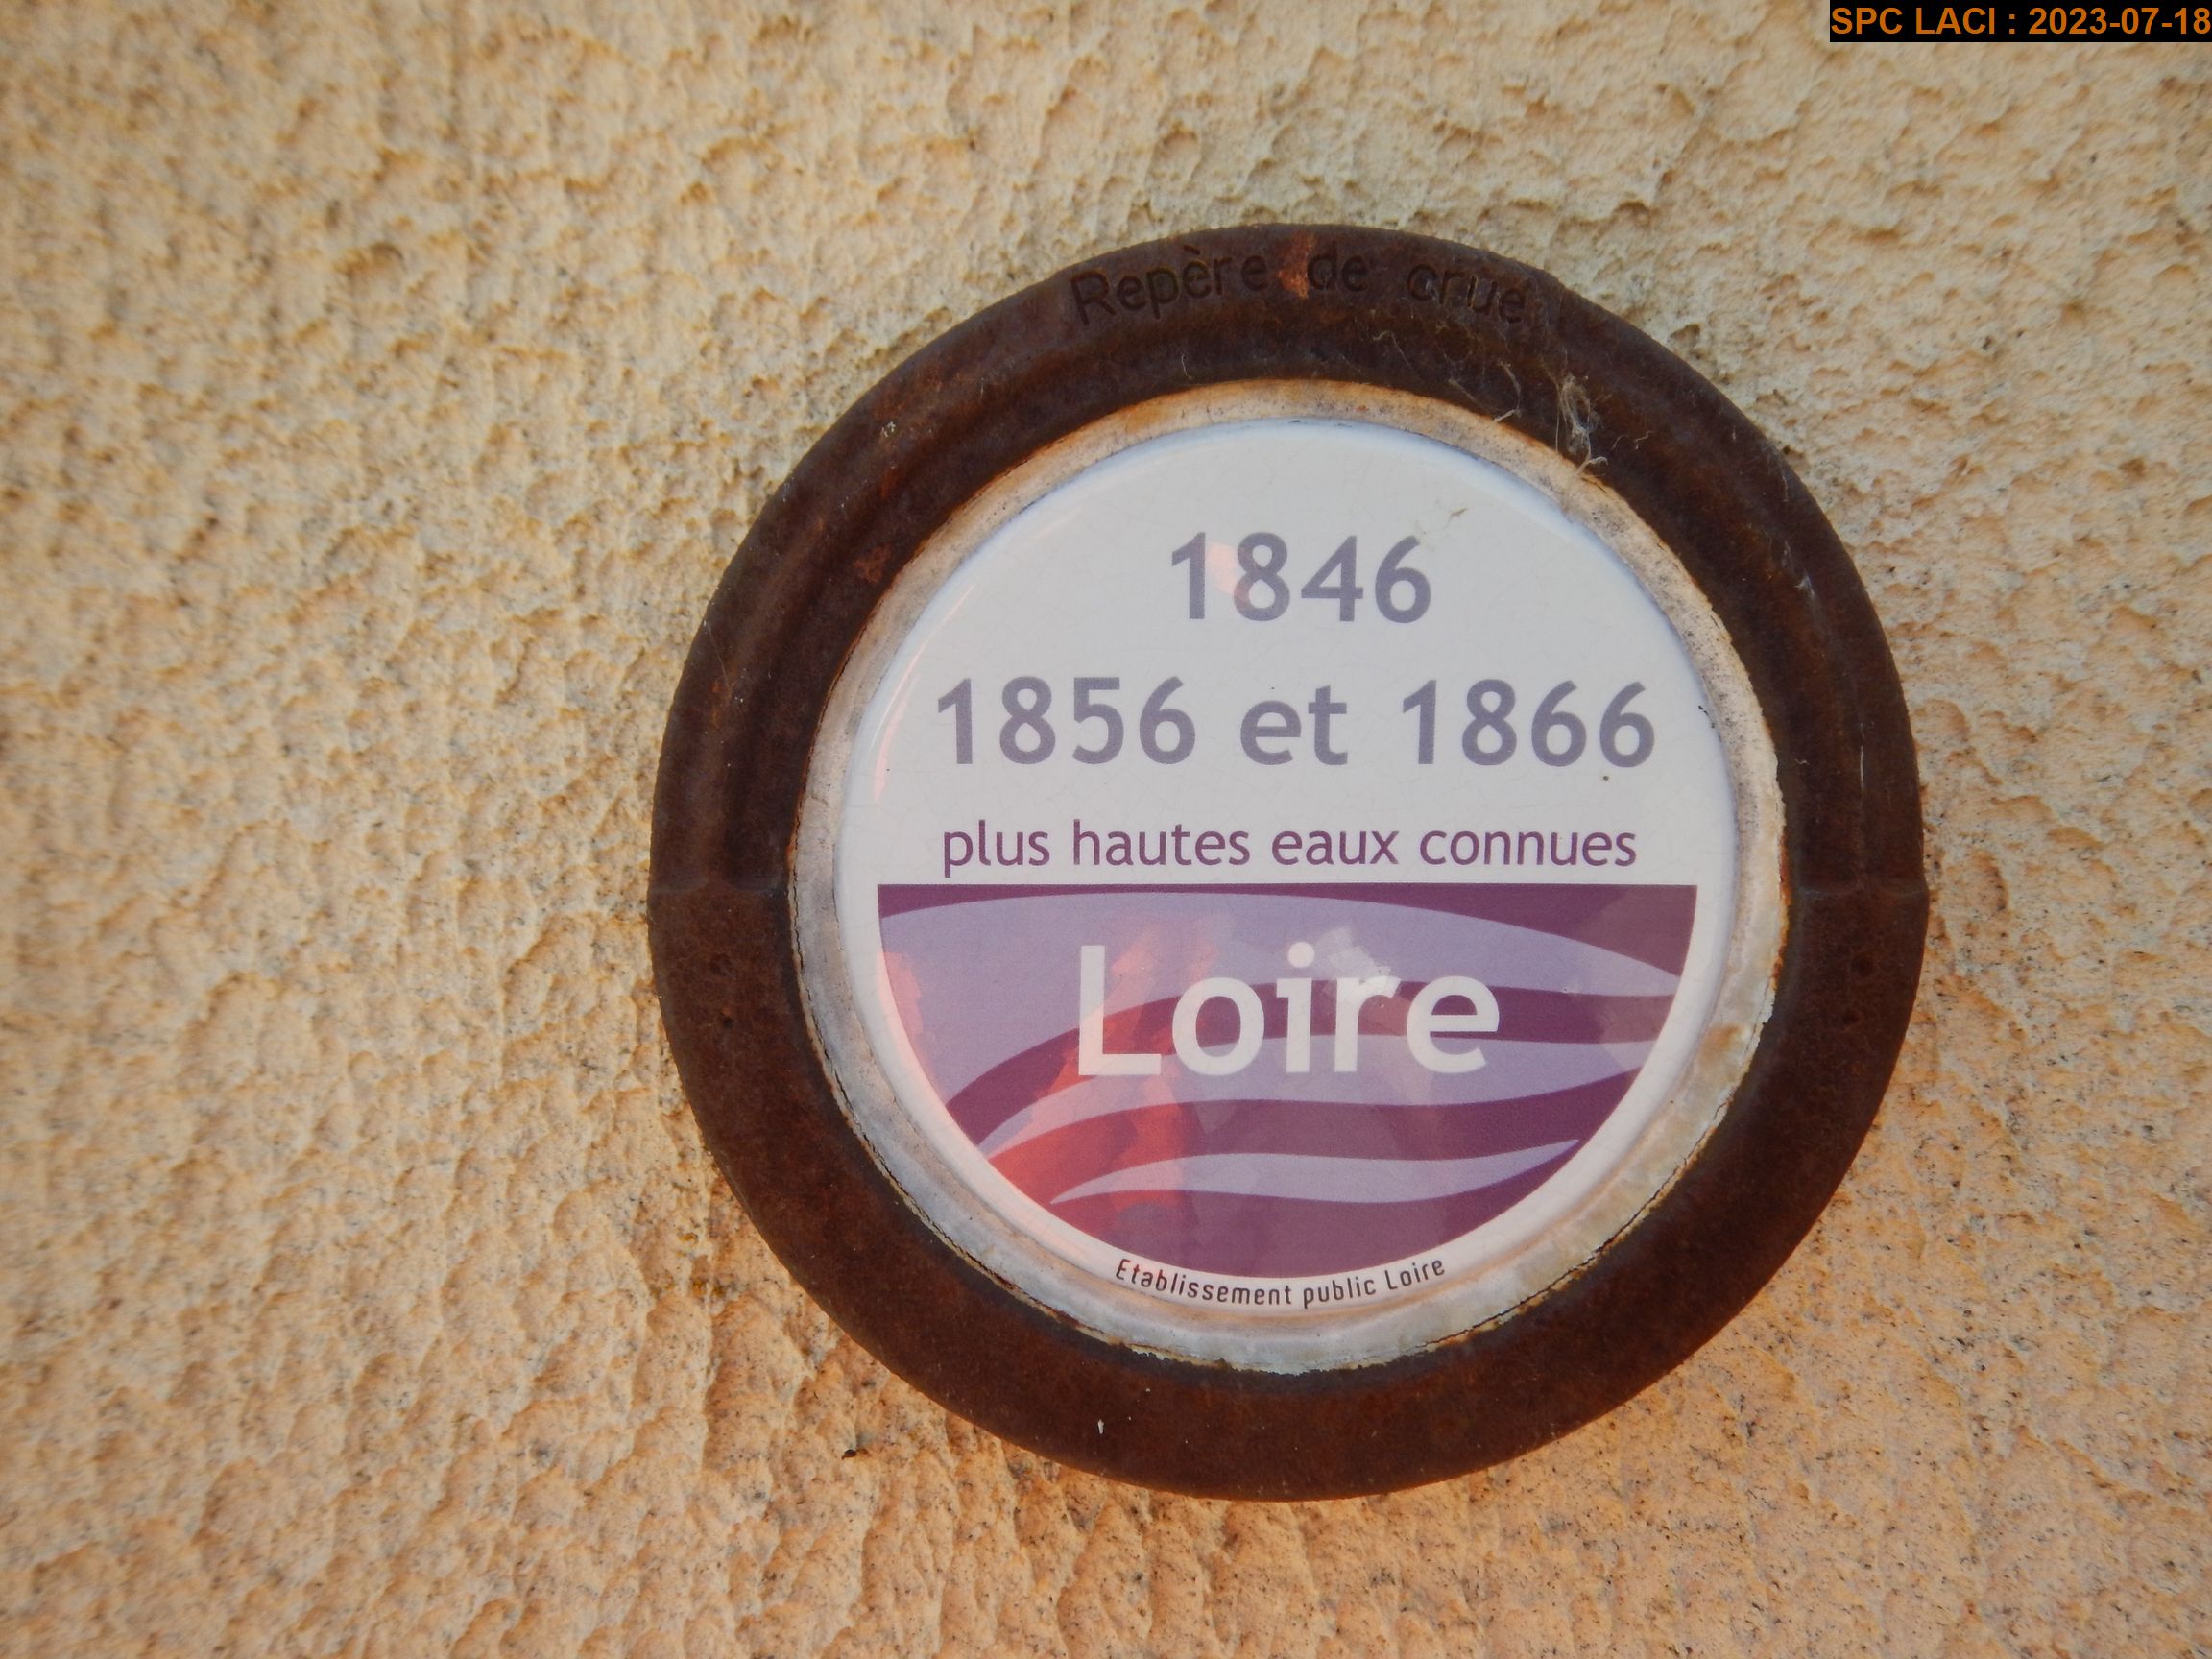 SPC LACI : 2023-07-18
Repère de crue
1846
1856 et 1866
plus hautes eaux connues
Loire
Etablissement public Loire